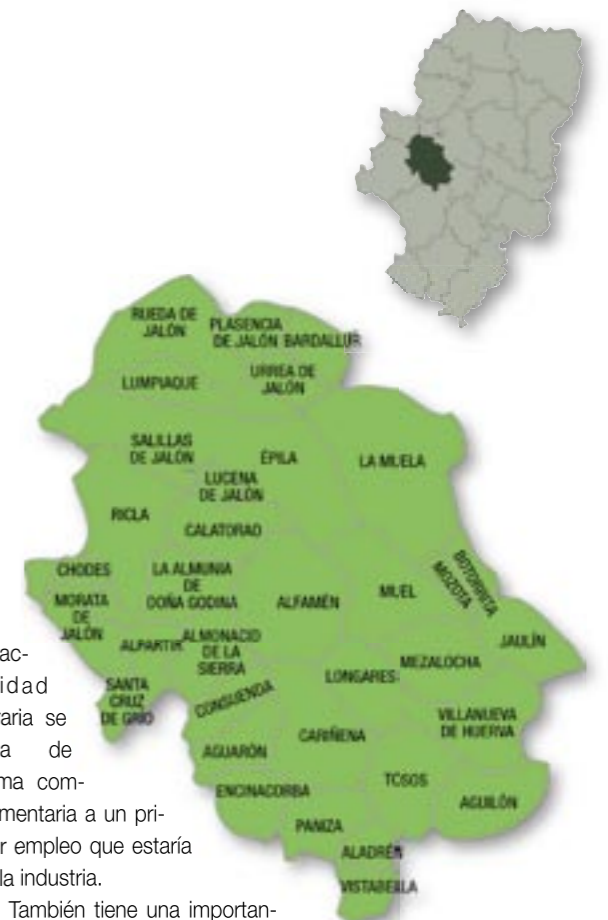 RUEDA DE
JALÓN
PLASENCIA
DE JALÓN
BARDALLUR
LUMPIAQUE
URREA DE
JALÓN
SALILLAS
DE JALÓN
ÉPILA
LA MUELA
LUCENA
DE JALÓN
RICLA
CALATORAO
CHODES
LA ALMUNIA
DE
DOÑA GODINA
ALFAMÉN
MUEL
BOTORRITA
MOZOTA
MORATA
DE
JALÓN
ALPARTIR
ALMONACID
DE LA
SIERRA
JAULÍN
MEZALOCHA
LONGARES
SANTA
CRUZ
DE GRIO
COSUENDA
VILLANUEVA
DE HUERVA
CARIÑENA
AGUARÓN
TOSOS
ENCINACORBA
AGUILÓN
PANIZA
ALADRÉN
VISTABELLA
ac-
idad
raria se
a de
ma com-
mentaria a un pri-
r empleo que estaría
la industria.
También tiene una importan-